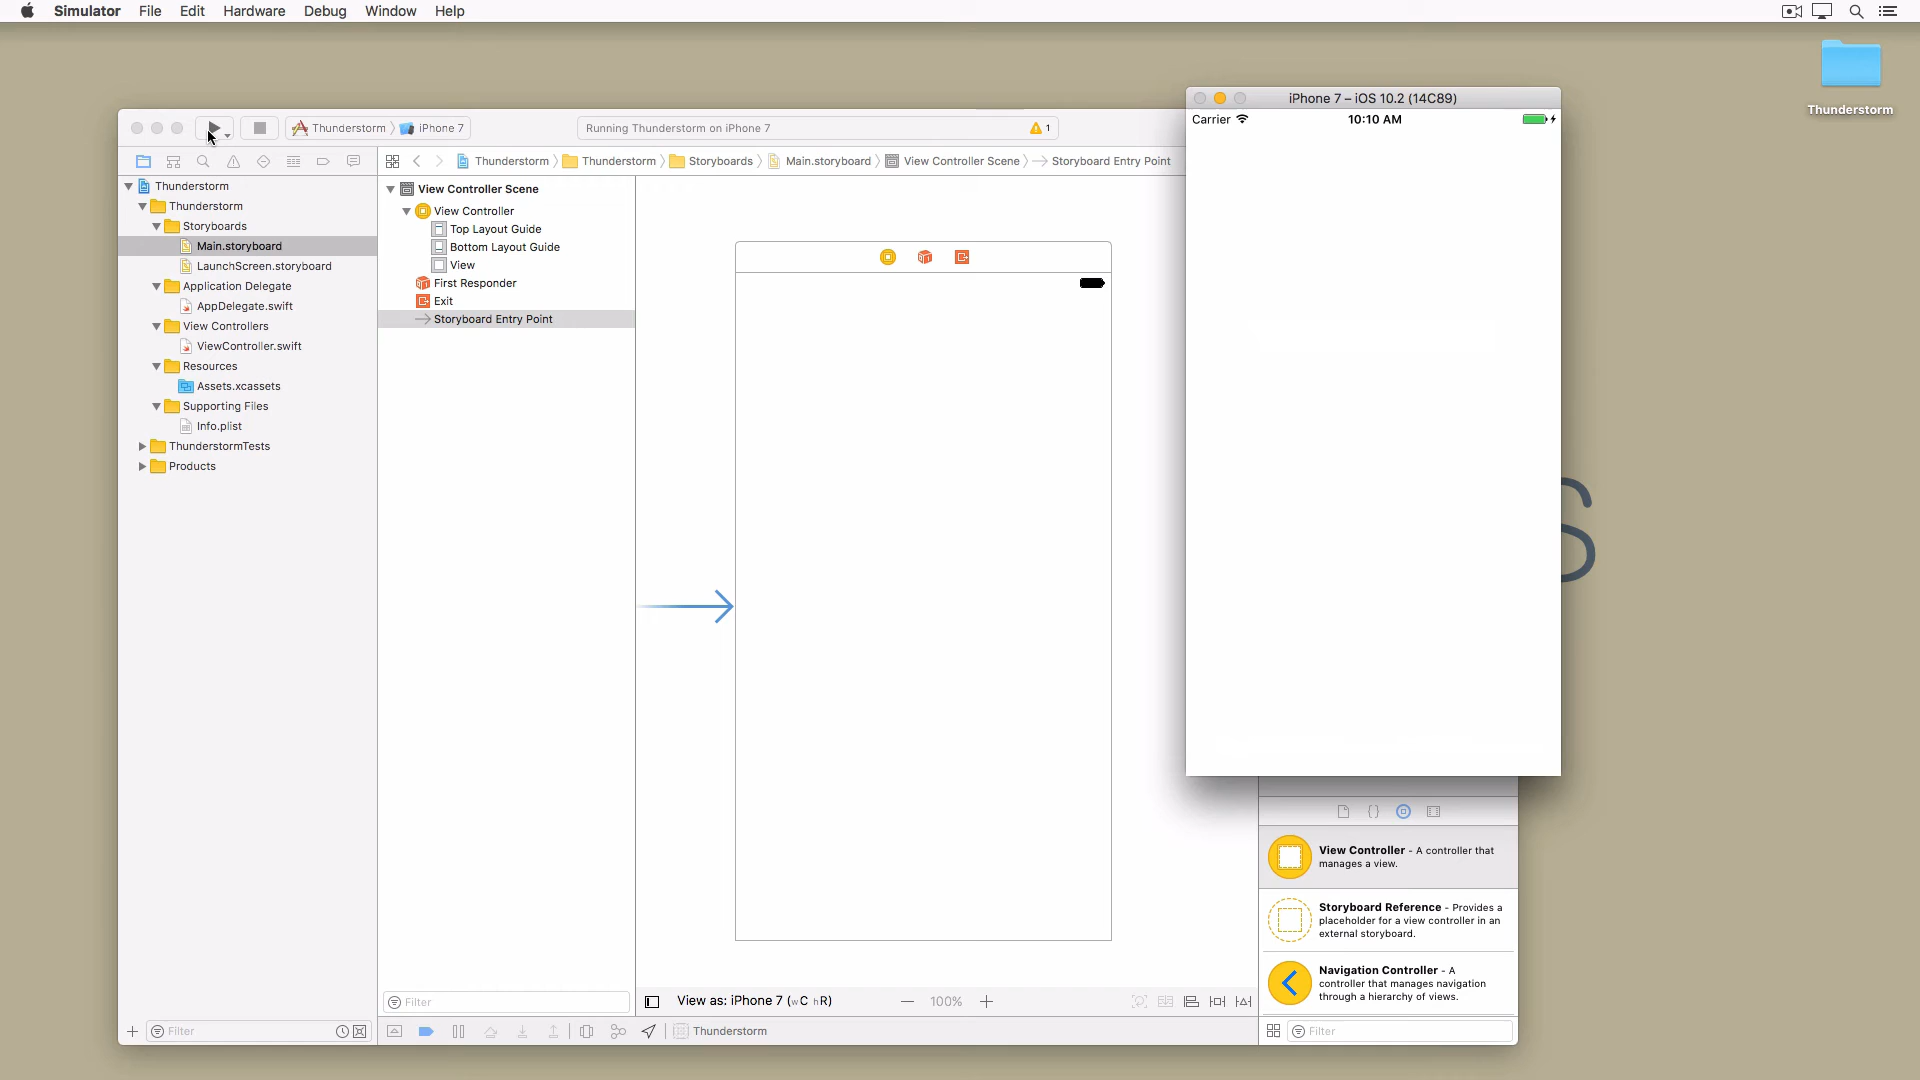 Simulator File Edit Hardware Debug Window Help
Thunderstorm
iPhone 7 – iOS 10.2 (14C89)
Carrier 10:10 AM
Thunderstorm iPhone 7
Running Thunderstorm on iPhone 7
1
Thunderstorm Thunderstorm Storyboards Main.storyboard View Controller Scene Storyboard Entry Point
Thunderstorm
Thunderstorm
Storyboards
Main.storyboard
LaunchScreen.storyboard
Application Delegate
AppDelegate.swift
View Controllers
ViewController.swift
Resources
Assets.xcassets
Supporting Files
Info.plist
ThunderstormTests
Products
View Controller Scene
View Controller
Top Layout Guide
Bottom Layout Guide
View
First Responder
Exit
Storyboard Entry Point
S
View Controller - A controller that
manages a view.
Storyboard Reference - Provides a
placeholder for a view controller in an
external storyboard.
Navigation Controller - A
controller that manages navigation
through a hierarchy of views.
Filter
View as: iPhone 7 (wC hR)
100%
Filter
Thunderstorm
Filter